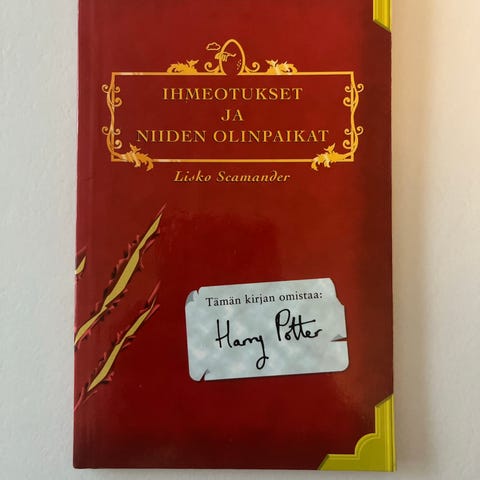 IHMEOTUKSET
JA
NIIDEN OLINPAIKAT
Lisko Scamander
Tämän kirjan omistaa:
Harry Potter